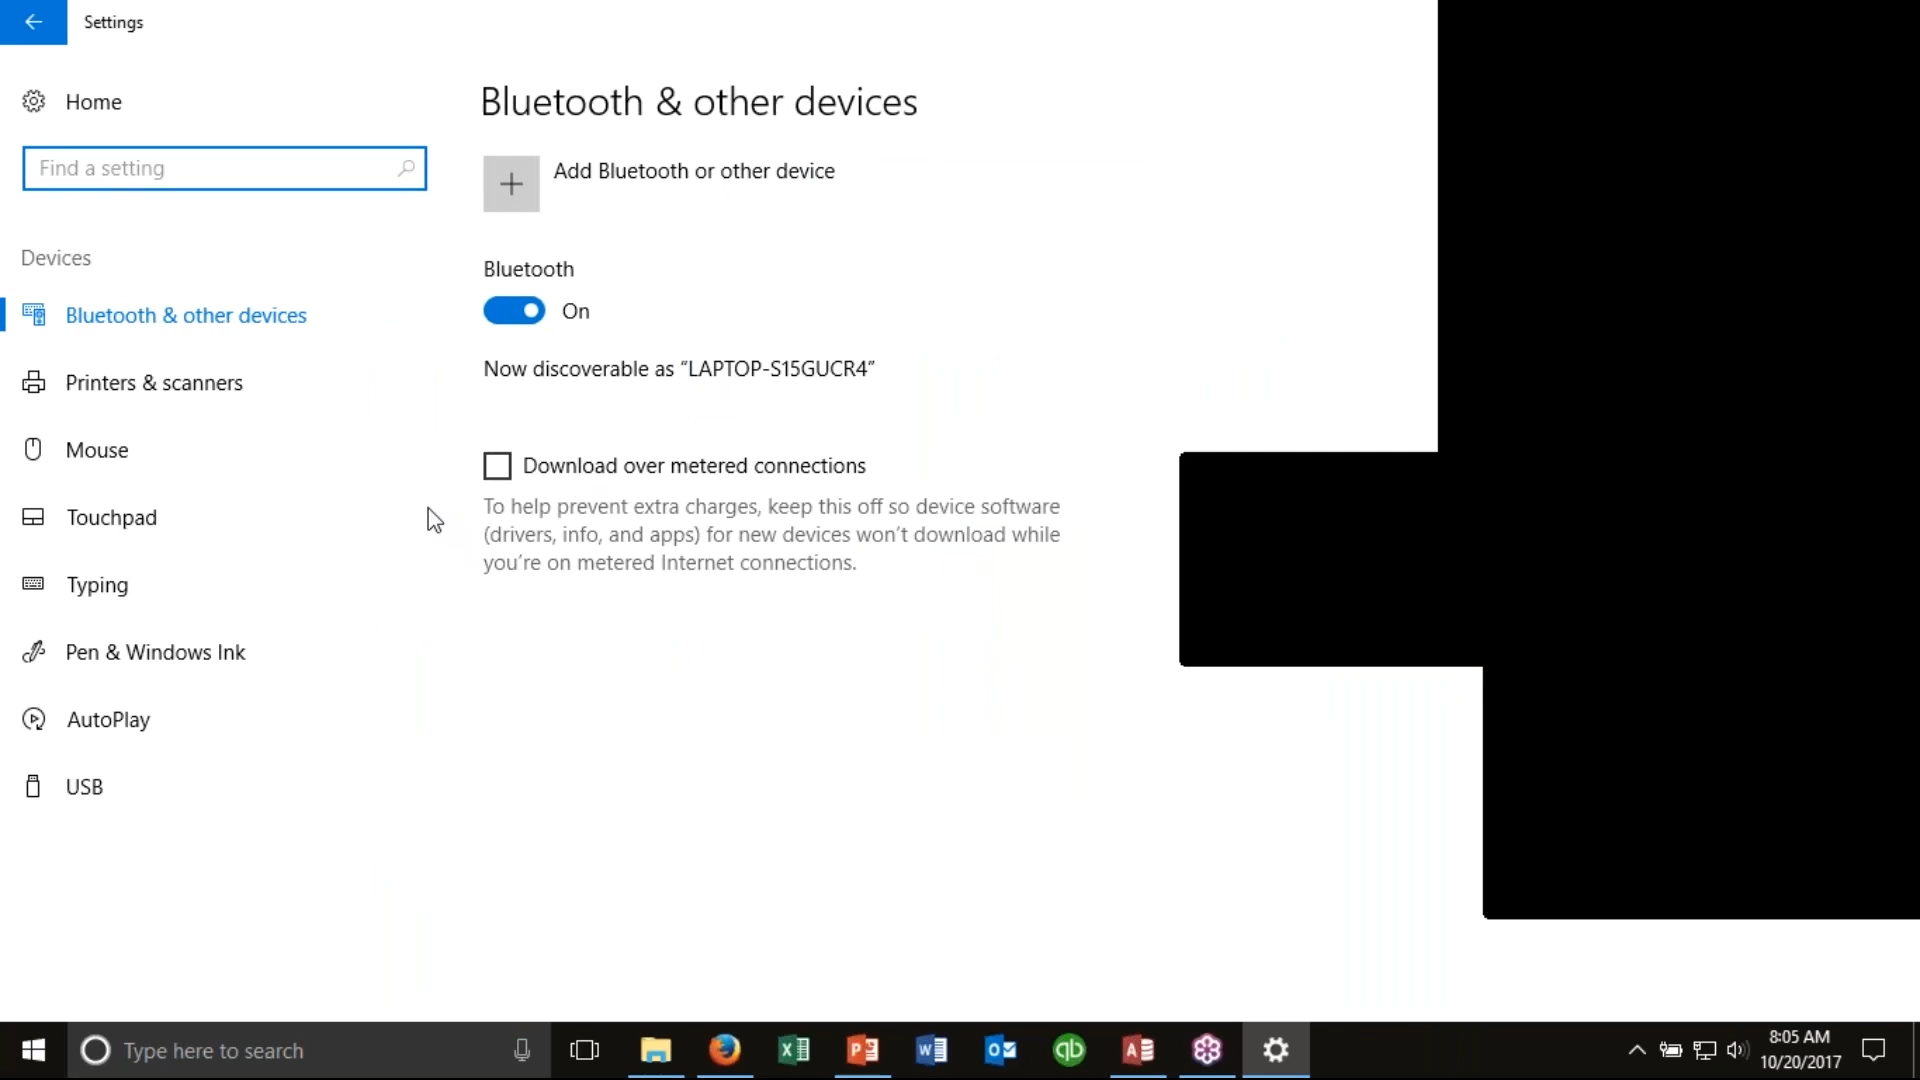 Settings
Home
Find a setting
Devices
Bluetooth & other devices
Printers & scanners
Mouse
Touchpad
Typing
Pen & Windows Ink
AutoPlay
USB
Bluetooth & other devices
Add Bluetooth or other device
Bluetooth
On
Now discoverable as “LAPTOP-S15GUCR4”
Download over metered connections
To help prevent extra charges, keep this off so device software
(drivers, info, and apps) for new devices won’t download while
you’re on metered Internet connections.
Type here to search
8:05 AM
10/20/2017